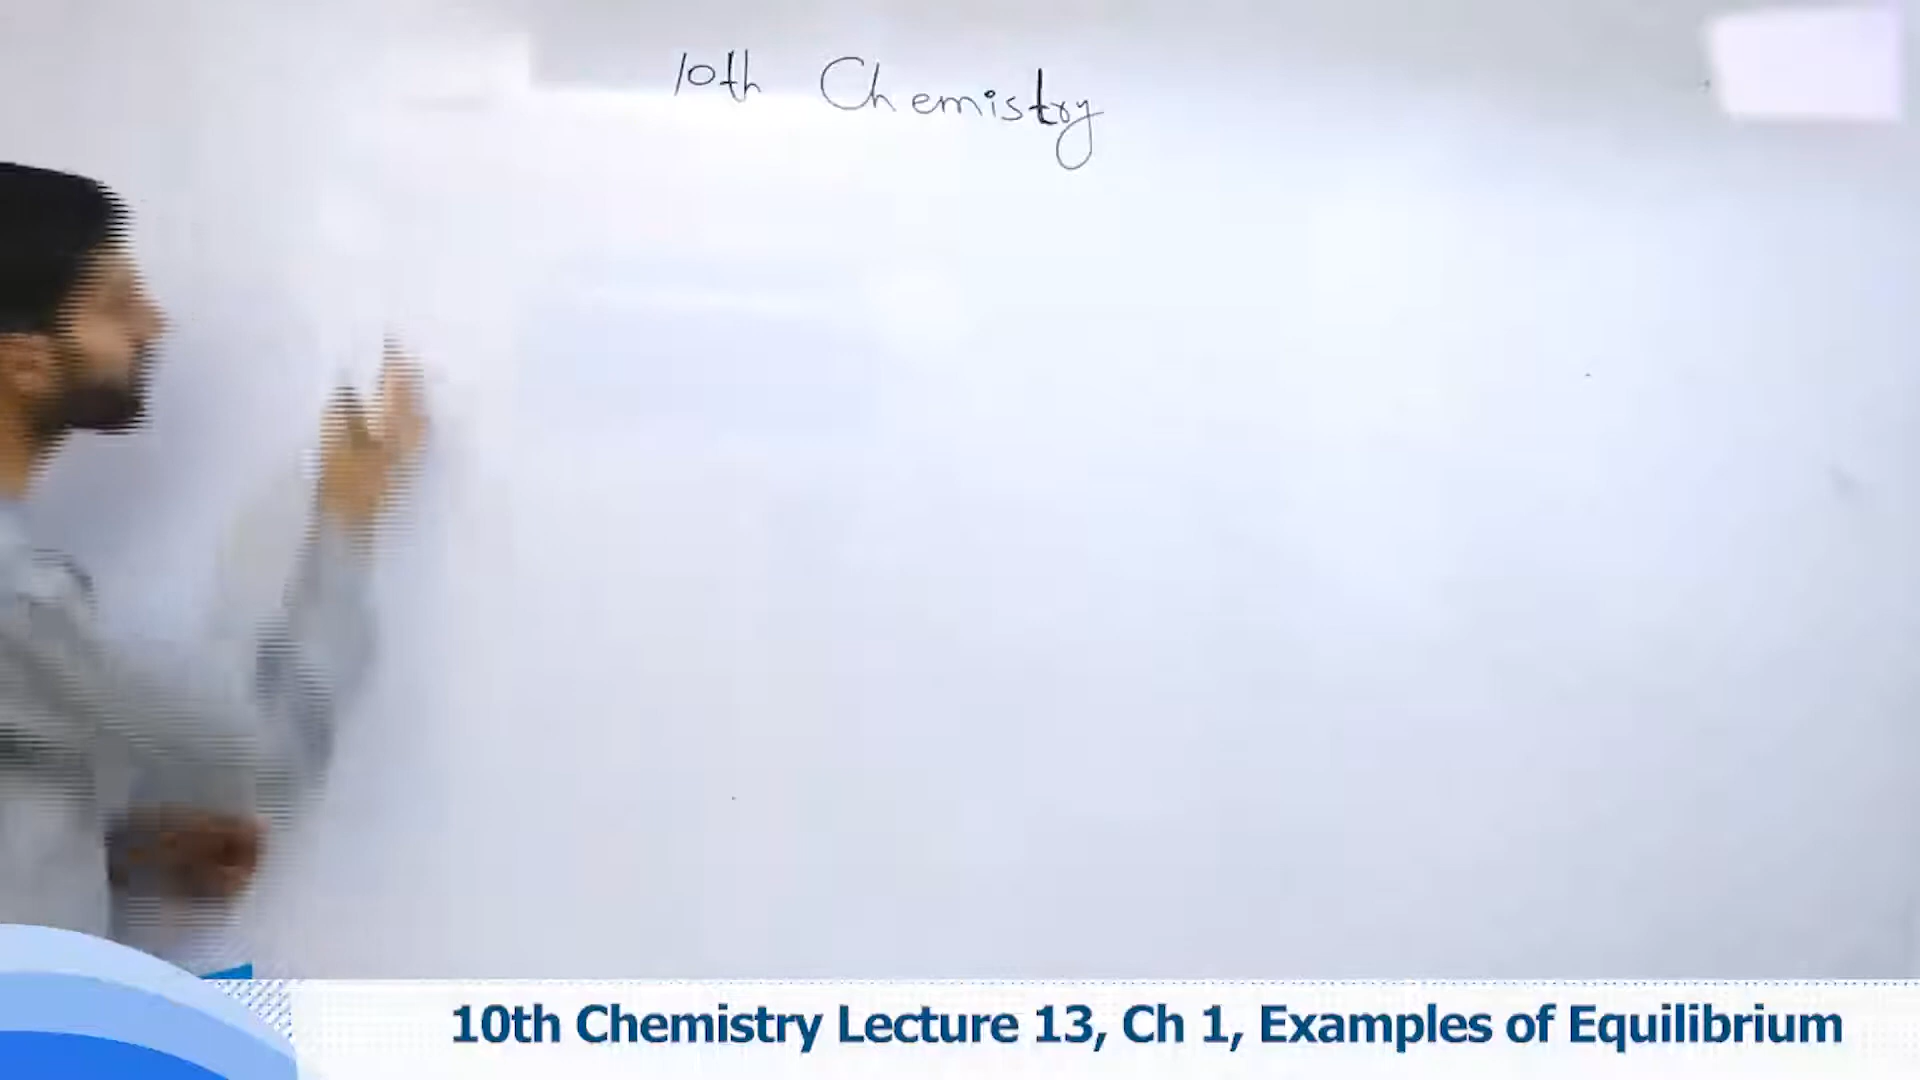 10th Chemistry
10th Chemistry Lecture 13, Ch 1, Examples of Equilibrium